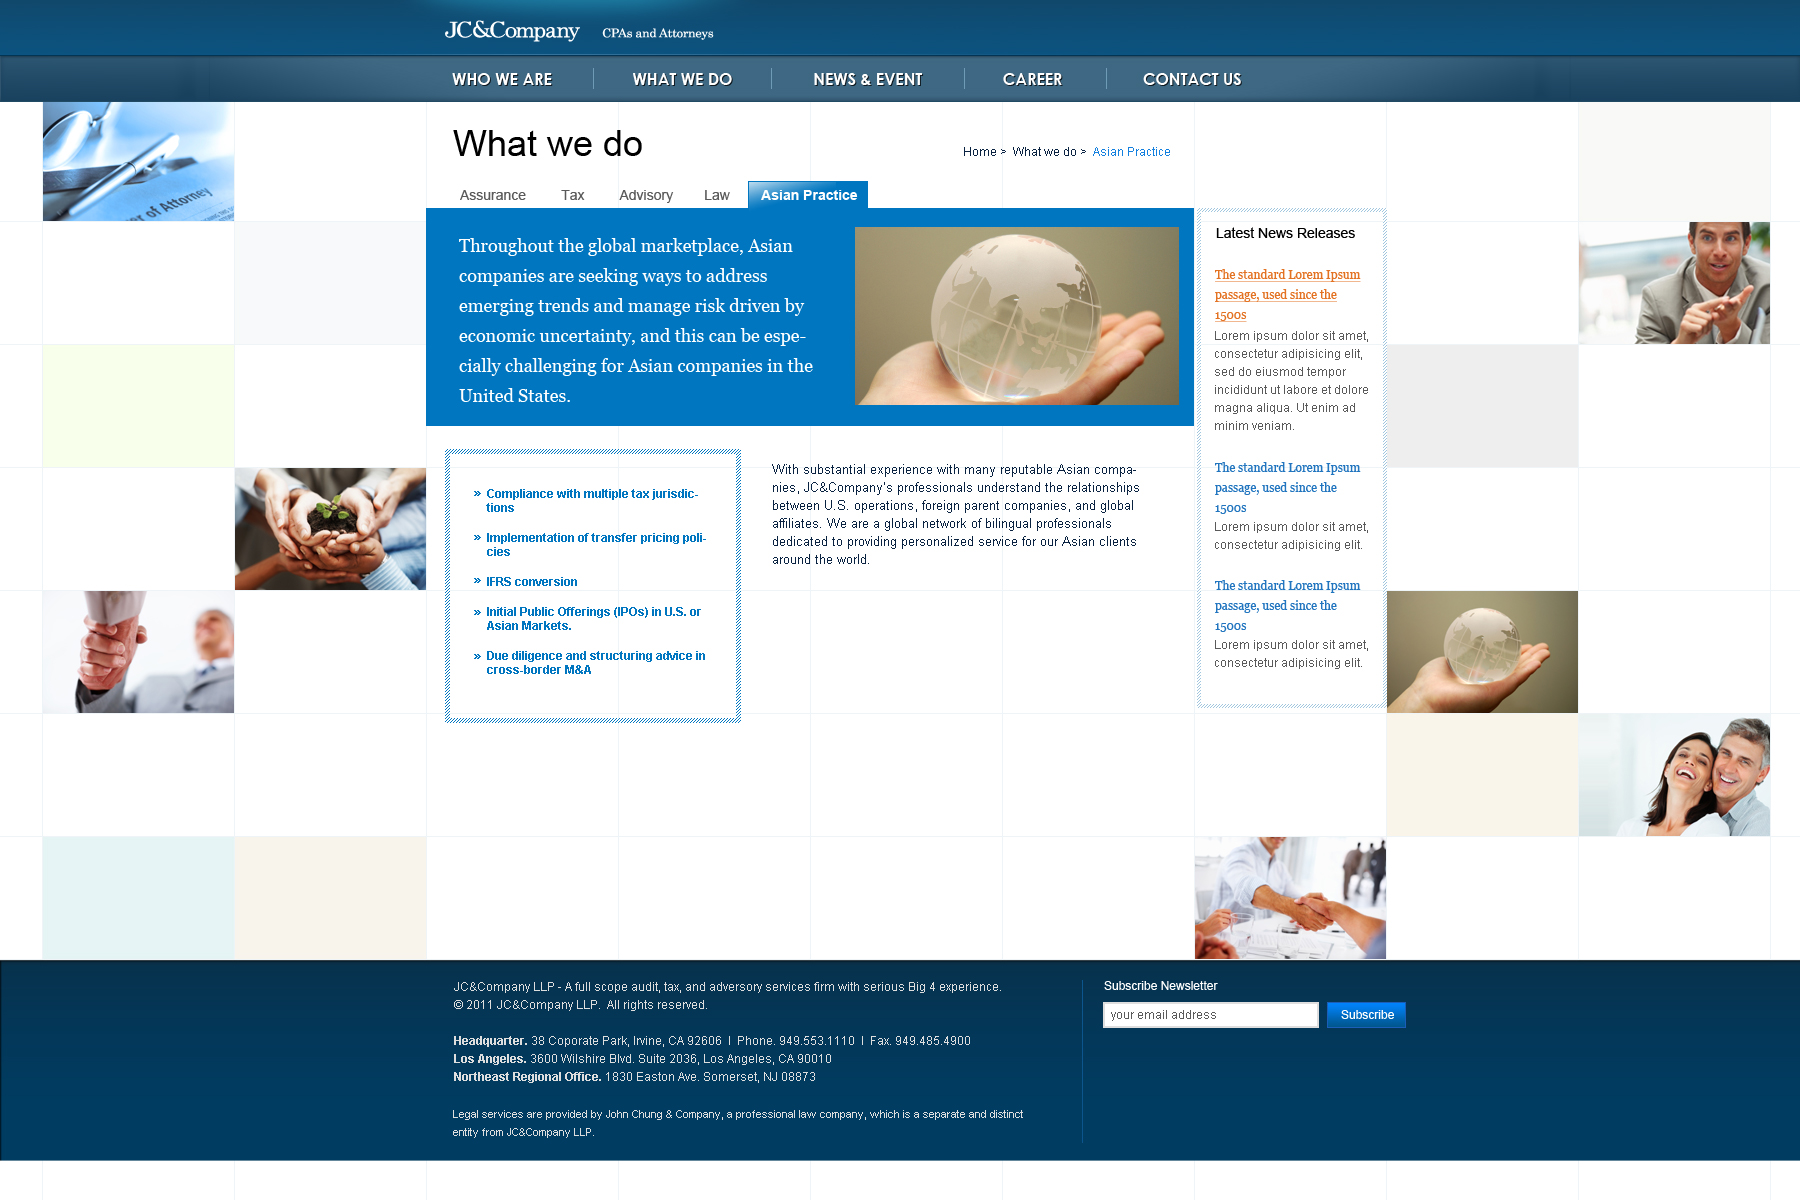 JC&Company CPAs and Attorneys
WHO WE ARE WHAT WE DO NEWS & EVENT CAREER CONTACT US
What we do
Home > What we do > Asian Practice
Assurance Tax Advisory Law Asian Practice
Throughout the global marketplace, Asian
companies are seeking ways to address
emerging trends and manage risk driven by
economic uncertainty, and this can be espe-
cially challenging for Asian companies in the
United States.
» Compliance with multiple tax jurisdic-
tions
» Implementation of transfer pricing poli-
cies
» IFRS conversion
» Initial Public Offerings (IPOs) in U.S. or
Asian Markets.
» Due diligence and structuring advice in
cross-border M&A
With substantial experience with many reputable Asian compa-
nies, JC&Company's professionals understand the relationships
between U.S. operations, foreign parent companies, and global
affiliates. We are a global network of bilingual professionals
dedicated to providing personalized service for our Asian clients
around the world.
Latest News Releases
The standard Lorem Ipsum
passage, used since the
1500s
Lorem ipsum dolor sit amet,
consectetur adipisicing elit,
sed do eiusmod tempor
incididunt ut labore et dolore
magna aliqua. Ut enim ad
minim veniam.
The standard Lorem Ipsum
passage, used since the
1500s
Lorem ipsum dolor sit amet,
consectetur adipisicing elit.
The standard Lorem Ipsum
passage, used since the
1500s
Lorem ipsum dolor sit amet,
consectetur adipisicing elit.
er of Attorney
JC&Company LLP - A full scope audit, tax, and adversory services firm with serious Big 4 experience.
© 2011 JC&Company LLP. All rights reserved.
Headquarter. 38 Coporate Park, Irvine, CA 92606 | Phone. 949.553.1110 | Fax. 949.485.4900
Los Angeles. 3600 Wilshire Blvd. Suite 2036, Los Angeles, CA 90010
Northeast Regional Office. 1830 Easton Ave. Somerset, NJ 08873
Legal services are provided by John Chung & Company, a professional law company, which is a separate and distinct
entity from JC&Company LLP.
Subscribe Newsletter
your email address Subscribe